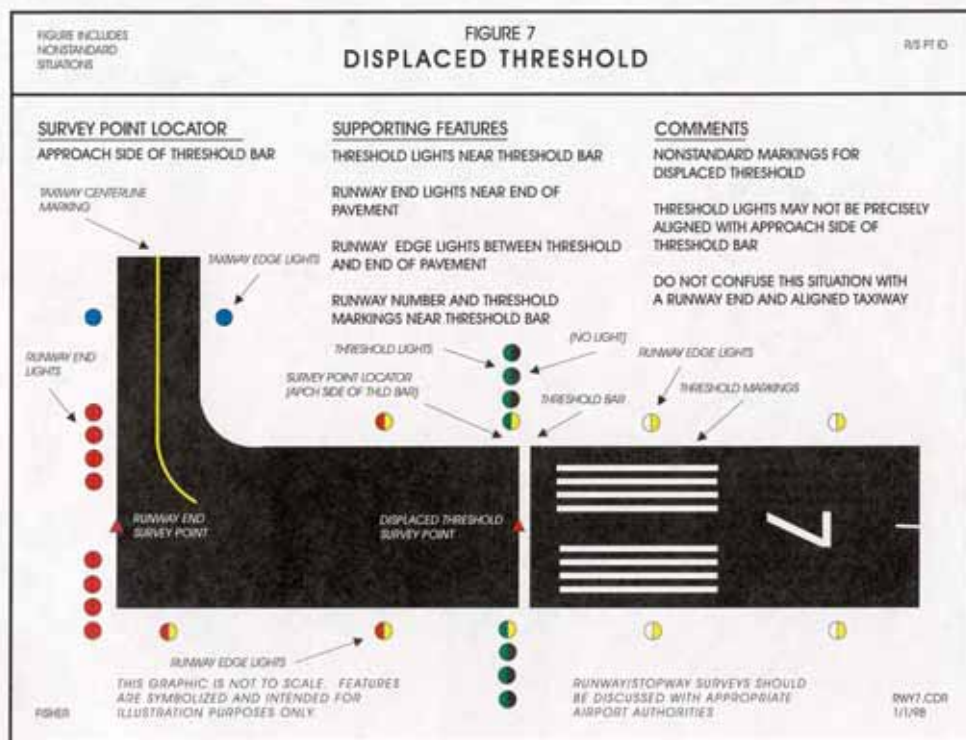 FIGURE INCLUDES
NONSTANDARD
SITUATIONS
FIGURE 7
DISPLACED THRESHOLD
R/S PT ID
SURVEY POINT LOCATOR
APPROACH SIDE OF THRESHOLD BAR
SUPPORTING FEATURES
THRESHOLD LIGHTS NEAR THRESHOLD BAR
RUNWAY END LIGHTS NEAR END OF
PAVEMENT
RUNWAY EDGE LIGHTS BETWEEN THRESHOLD
AND END OF PAVEMENT
RUNWAY NUMBER AND THRESHOLD
MARKINGS NEAR THRESHOLD BAR
COMMENTS
NONSTANDARD MARKINGS FOR
DISPLACED THRESHOLD
THRESHOLD LIGHTS MAY NOT BE PRECISELY
ALIGNED WITH APPROACH SIDE OF
THRESHOLD BAR
DO NOT CONFUSE THIS SITUATION WITH
A RUNWAY END AND ALIGNED TAXIWAY
TAXIWAY CENTERLINE
MARKING
TAXIWAY EDGE LIGHTS
RUNWAY END
LIGHTS
THRESHOLD LIGHTS
(NO LIGHT)
RUNWAY EDGE LIGHTS
SURVEY POINT LOCATOR
(APCH SIDE OF THLD BAR)
THRESHOLD BAR
THRESHOLD MARKINGS
RUNWAY END
SURVEY POINT
DISPLACED THRESHOLD
SURVEY POINT
7
RUNWAY EDGE LIGHTS
THIS GRAPHIC IS NOT TO SCALE. FEATURES
ARE SYMBOLIZED AND INTENDED FOR
ILLUSTRATION PURPOSES ONLY.
RUNWAY/STOPWAY SURVEYS SHOULD
BE DISCUSSED WITH APPROPRIATE
AIRPORT AUTHORITIES
FISHER
RWY7.CDR
1/1/98